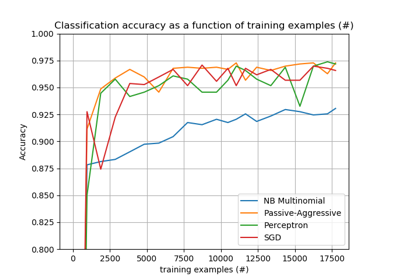 Classification accuracy as a function of training examples (#)
1.000
0.975
0.950
0.925
0.900
0.875
0.850
0.825
0.800
Accuracy
0
2500
5000
7500
10000
12500
15000
17500
training examples (#)
NB Multinomial
Passive-Aggressive
Perceptron
SGD